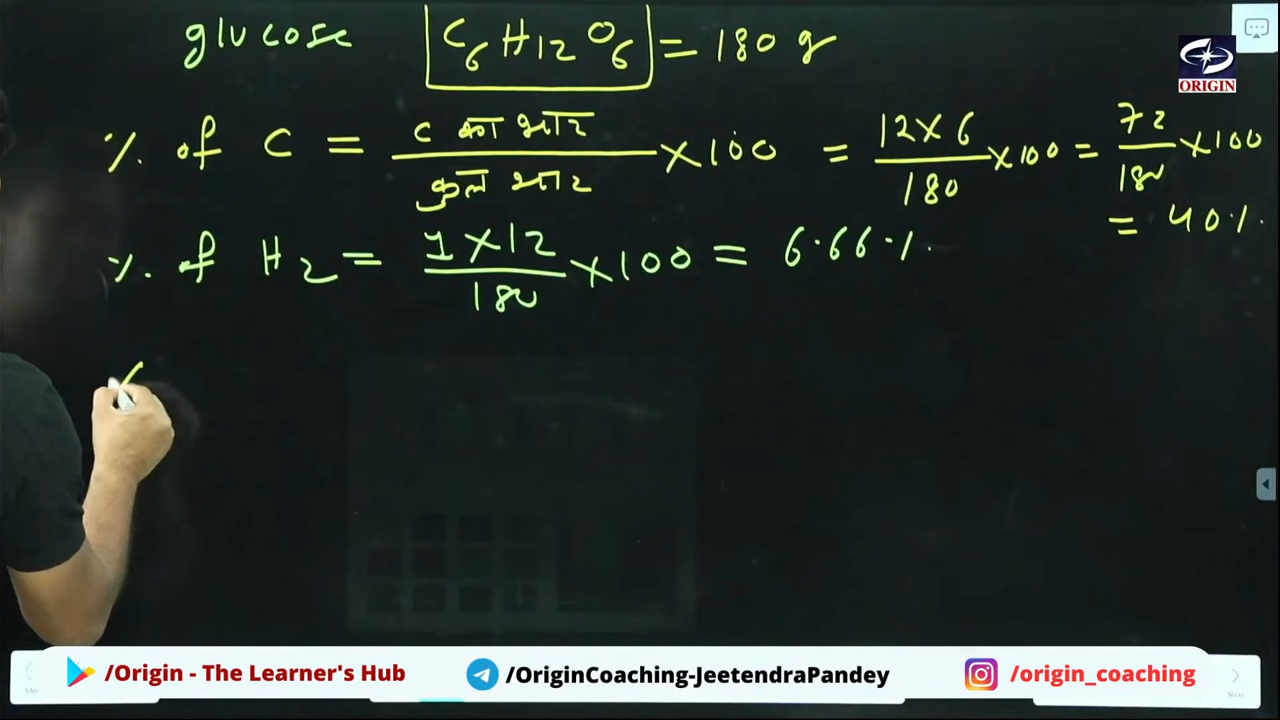 glucose C6H12O6 = 180 g
ORIGIN
% of C = c का भार / कुल भार × 100 = 12 × 6 / 180 × 100 = 72 / 180 × 100
= 40%.
% of H2 = 1 × 12 / 180 × 100 = 6.66%.
/Origin - The Learner's Hub /OriginCoaching-JeetendraPandey /origin_coaching